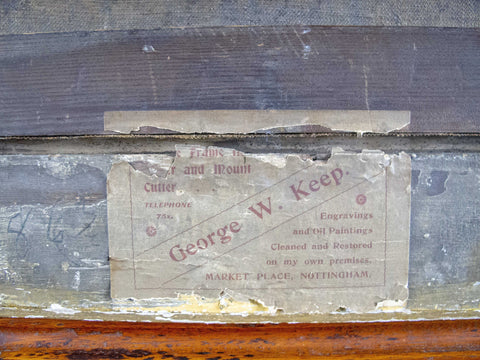 Frame
and Mount
Cutter
TELEPHONE
75x.
George W. Keep.
Engravings
and Oil Paintings
Cleaned and Restored
on my own premises.
MARKET PLACE, NOTTINGHAM.